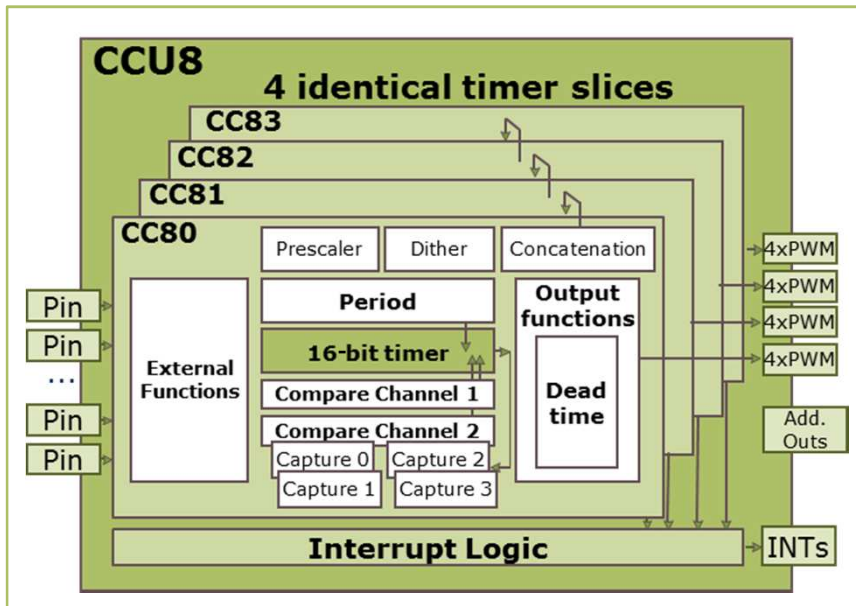 CCU8
4 identical timer slices
CC83
CC82
CC81
CC80
Prescaler
Dither
Concatenation
Period
Output
functions
16-bit timer
External
Functions
Compare Channel 1
Compare Channel 2
Dead
time
Capture 0
Capture 2
Capture 1
Capture 3
Pin
Pin
...
Pin
Pin
4xPWM
4xPWM
4xPWM
4xPWM
Add.
Outs
Interrupt Logic
INTs